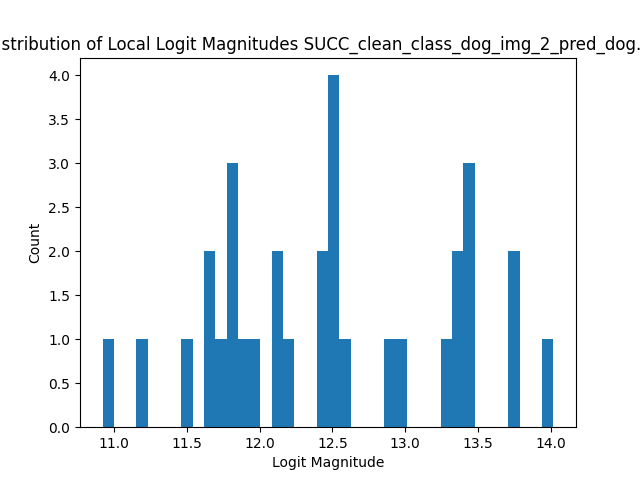 stribution of Local Logit Magnitudes SUCC_clean_class_dog_img_2_pred_dog.
4.0
3.5
3.0
2.5
2.0
1.5
1.0
0.5
0.0
Count
11.0 11.5 12.0 12.5 13.0 13.5 14.0
Logit Magnitude